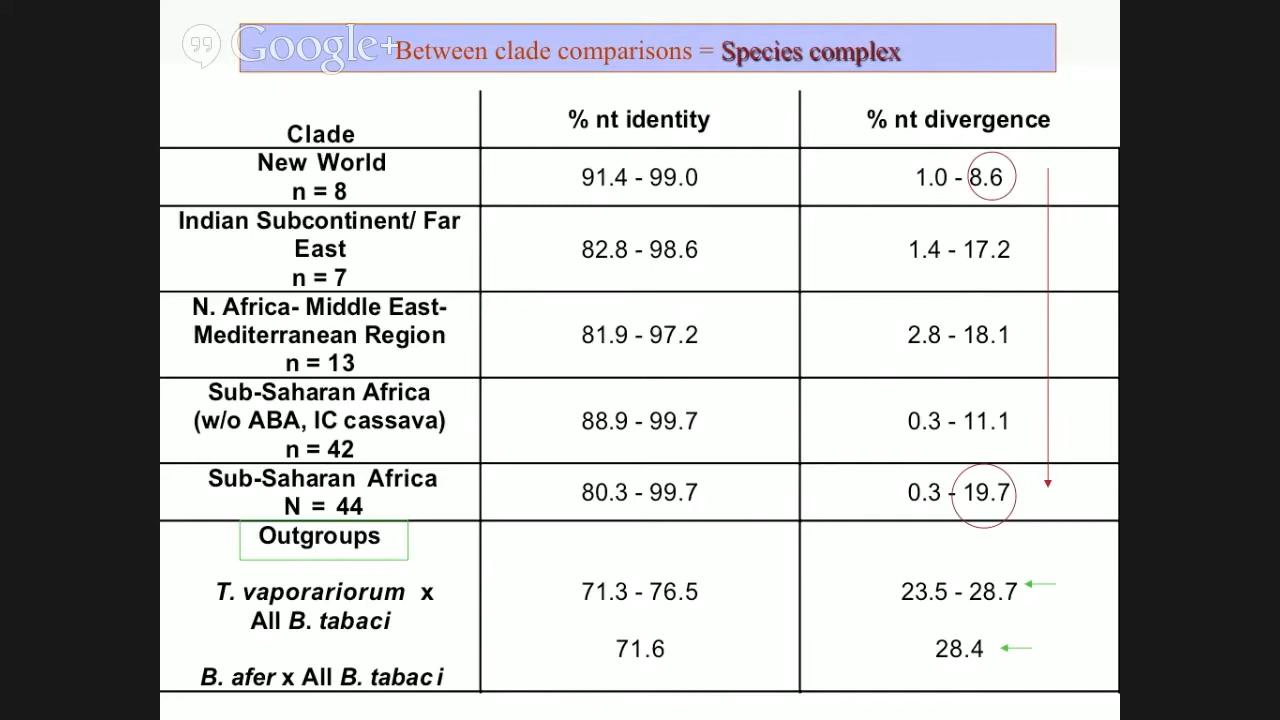 Google+
Between clade comparisons = Species complex
Clade
% nt identity
% nt divergence
New World
n = 8
91.4 - 99.0
1.0 - 8.6
Indian Subcontinent/ Far
East
n = 7
82.8 - 98.6
1.4 - 17.2
N. Africa- Middle East-
Mediterranean Region
n = 13
81.9 - 97.2
2.8 - 18.1
Sub-Saharan Africa
(w/o ABA, IC cassava)
n = 42
88.9 - 99.7
0.3 - 11.1
Sub-Saharan Africa
N = 44
80.3 - 99.7
0.3 - 19.7
Outgroups
T. vaporariorum x
All B. tabaci
71.3 - 76.5
23.5 - 28.7
B. afer x All B. tabaci
71.6
28.4